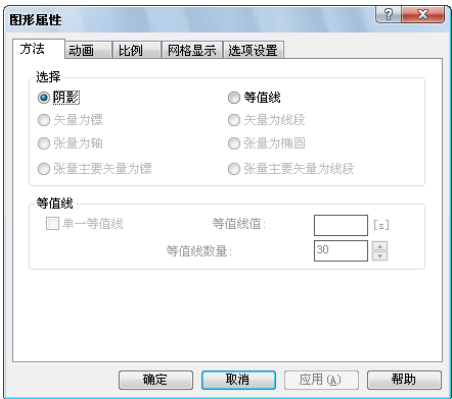 图形属性
方法 动画 比例 网格显示 选项设置
选择
阴影 等值线
矢量为镖 矢量为线段
张量为轴 张量为椭圆
张量主要矢量为镖 张量主要矢量为线段
等值线
单一等值线 等值线值: [s]
等值线数量: 30
确定 取消 应用(A) 帮助